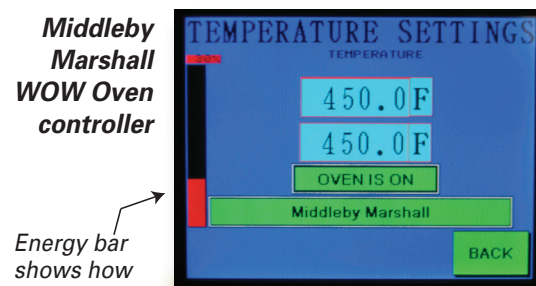 Middleby
Marshall
WOW Oven
controller
Energy bar
shows how
TEMPERATURE SETTINGS
TEMPERATURE
30%
450.0F
450.0F
OVEN IS ON
Middleby Marshall
BACK